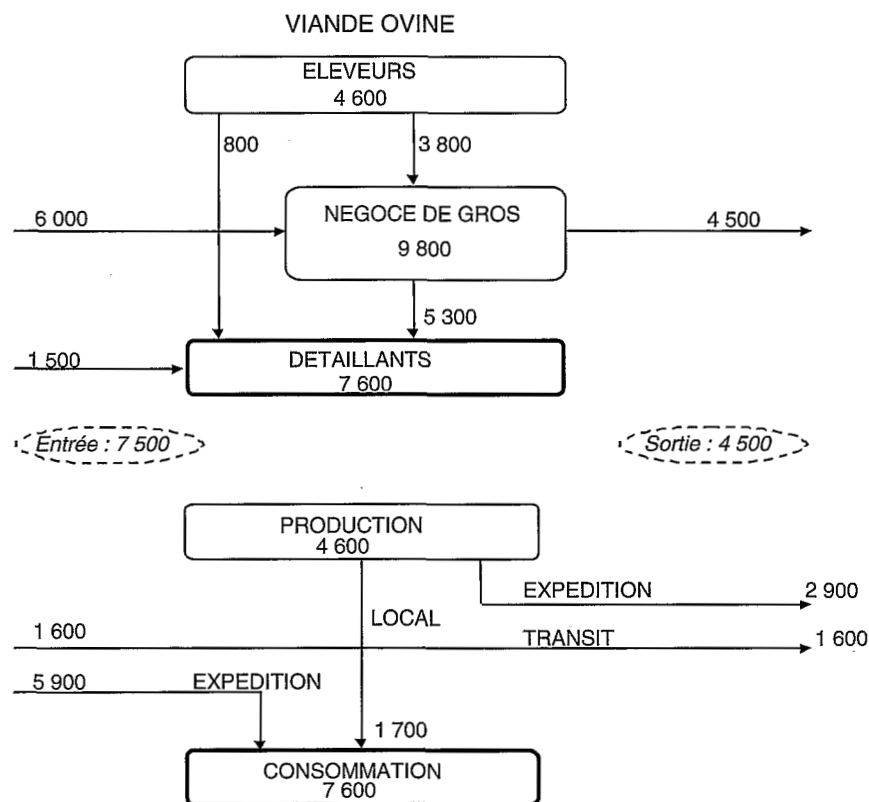 VIANDE OVINE
ELEVEURS
4 600
800
3 800
6 000
NEGOCE DE GROS
9 800
4 500
5 300
1 500
DETAILLANTS
7 600
Entrée : 7 500
Sortie : 4 500
PRODUCTION
4 600
EXPEDITION
2 900
LOCAL
1 600
TRANSIT
1 600
5 900
EXPEDITION
1 700
CONSOMMATION
7 600